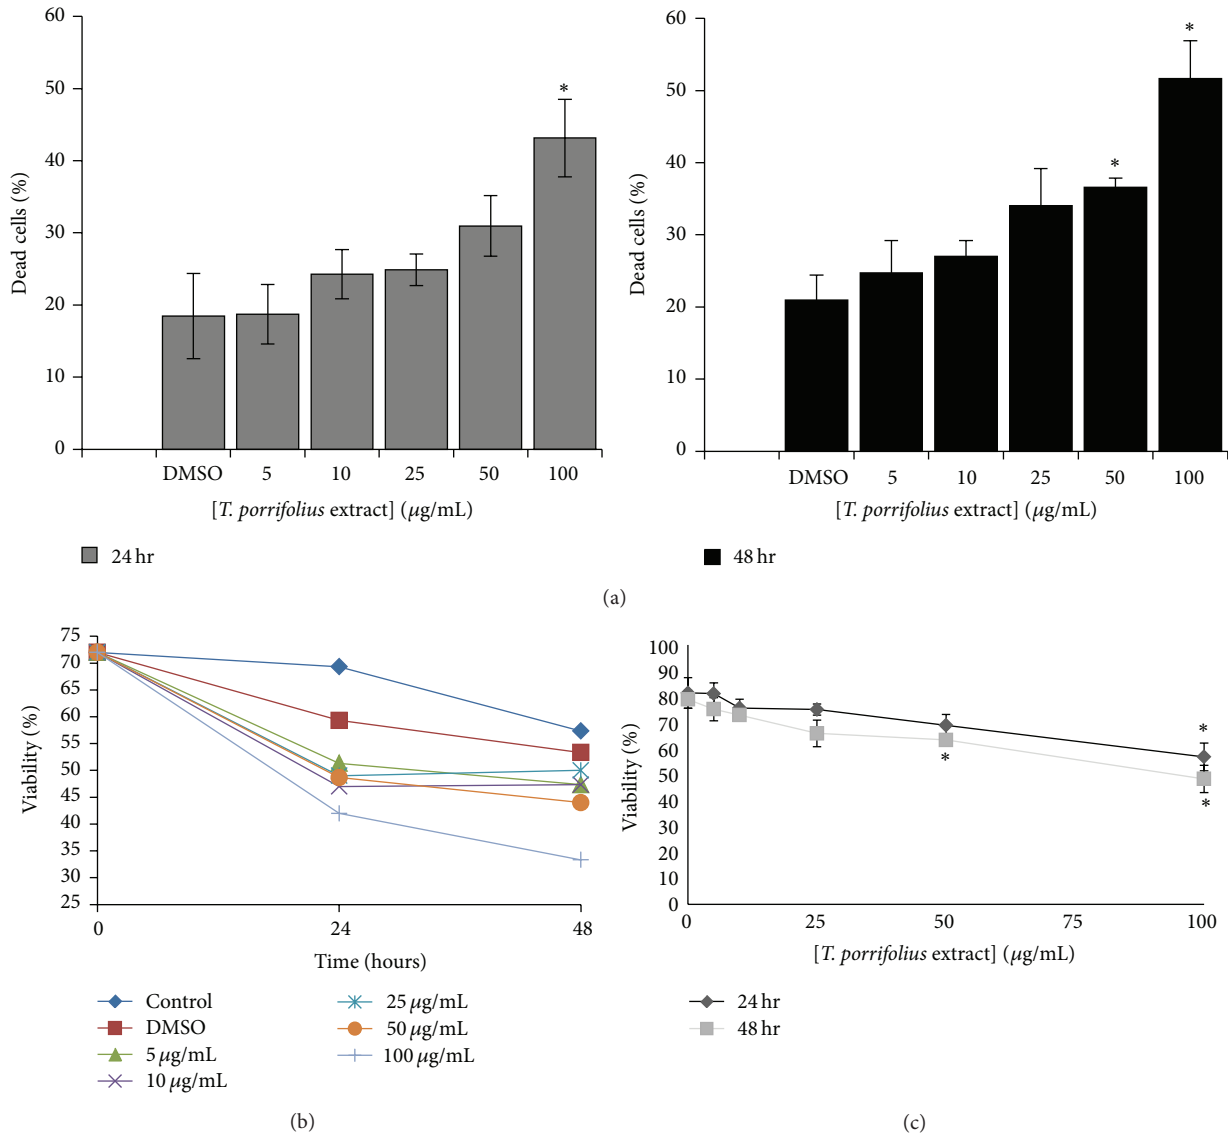 60
50
40
30
20
10
0
Dead cells (%)
*
DMSO 5 10 25 50 100
[T. porrifolius extract] (µg/mL)
24 hr
60
50
40
30
20
10
0
Dead cells (%)
*
*
DMSO 5 10 25 50 100
[T. porrifolius extract] (µg/mL)
48 hr
(a)
75
70
65
60
55
50
45
40
35
30
25
Viability (%)
0 24 48
Time (hours)
Control
DMSO
5 µg/mL
10 µg/mL
25 µg/mL
50 µg/mL
100 µg/mL
(b)
100
90
80
70
60
50
40
30
20
10
0
Viability (%)
*
*
*
0 25 50 75 100
[T. porrifolius extract] (µg/mL)
24 hr
48 hr
(c)